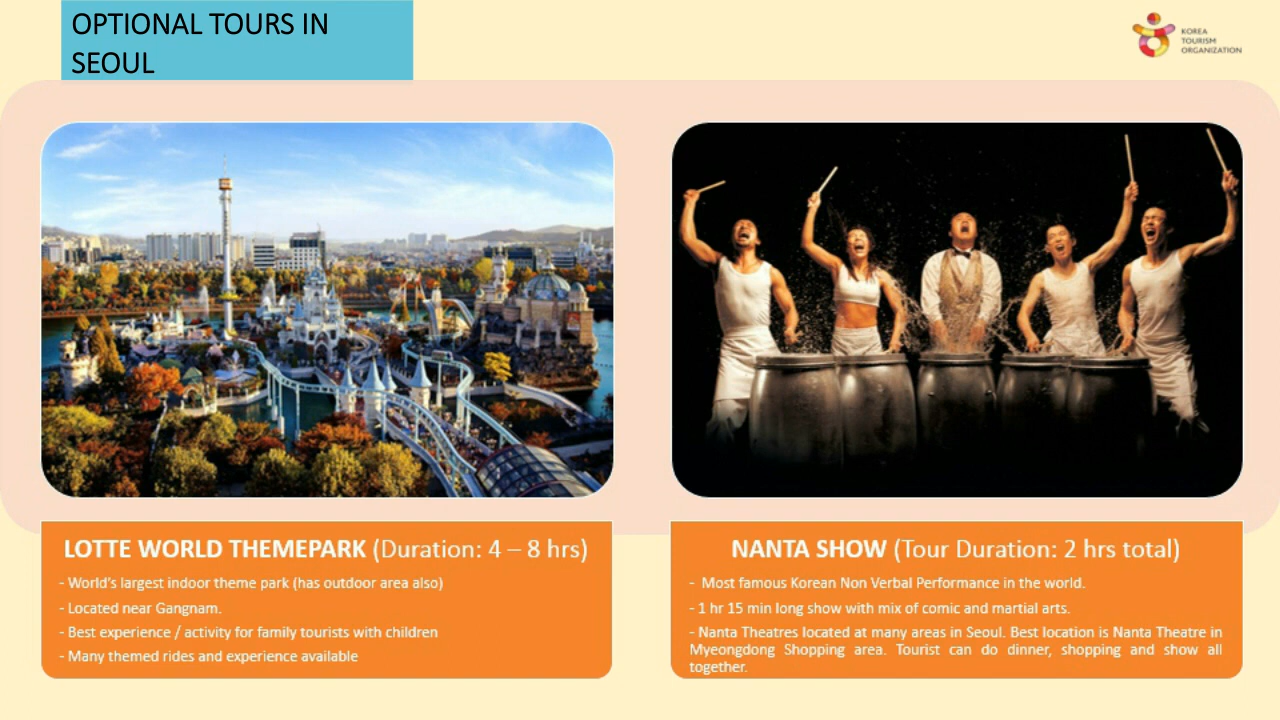 OPTIONAL TOURS IN
SEOUL
KOREA
TOURISM
ORGANIZATION
LOTTE WORLD THEMEPARK (Duration: 4 – 8 hrs)
- World's largest indoor theme park (has outdoor area also)
- Located near Gangnam.
- Best experience / activity for family tourists with children
- Many themed rides and experience available
NANTA SHOW (Tour Duration: 2 hrs total)
- Most famous Korean Non Verbal Performance in the world.
- 1 hr 15 min long show with mix of comic and martial arts.
- Nanta Theatres located at many areas in Seoul. Best location is Nanta Theatre in
Myeongdong Shopping area. Tourist can do dinner, shopping and show all
together.